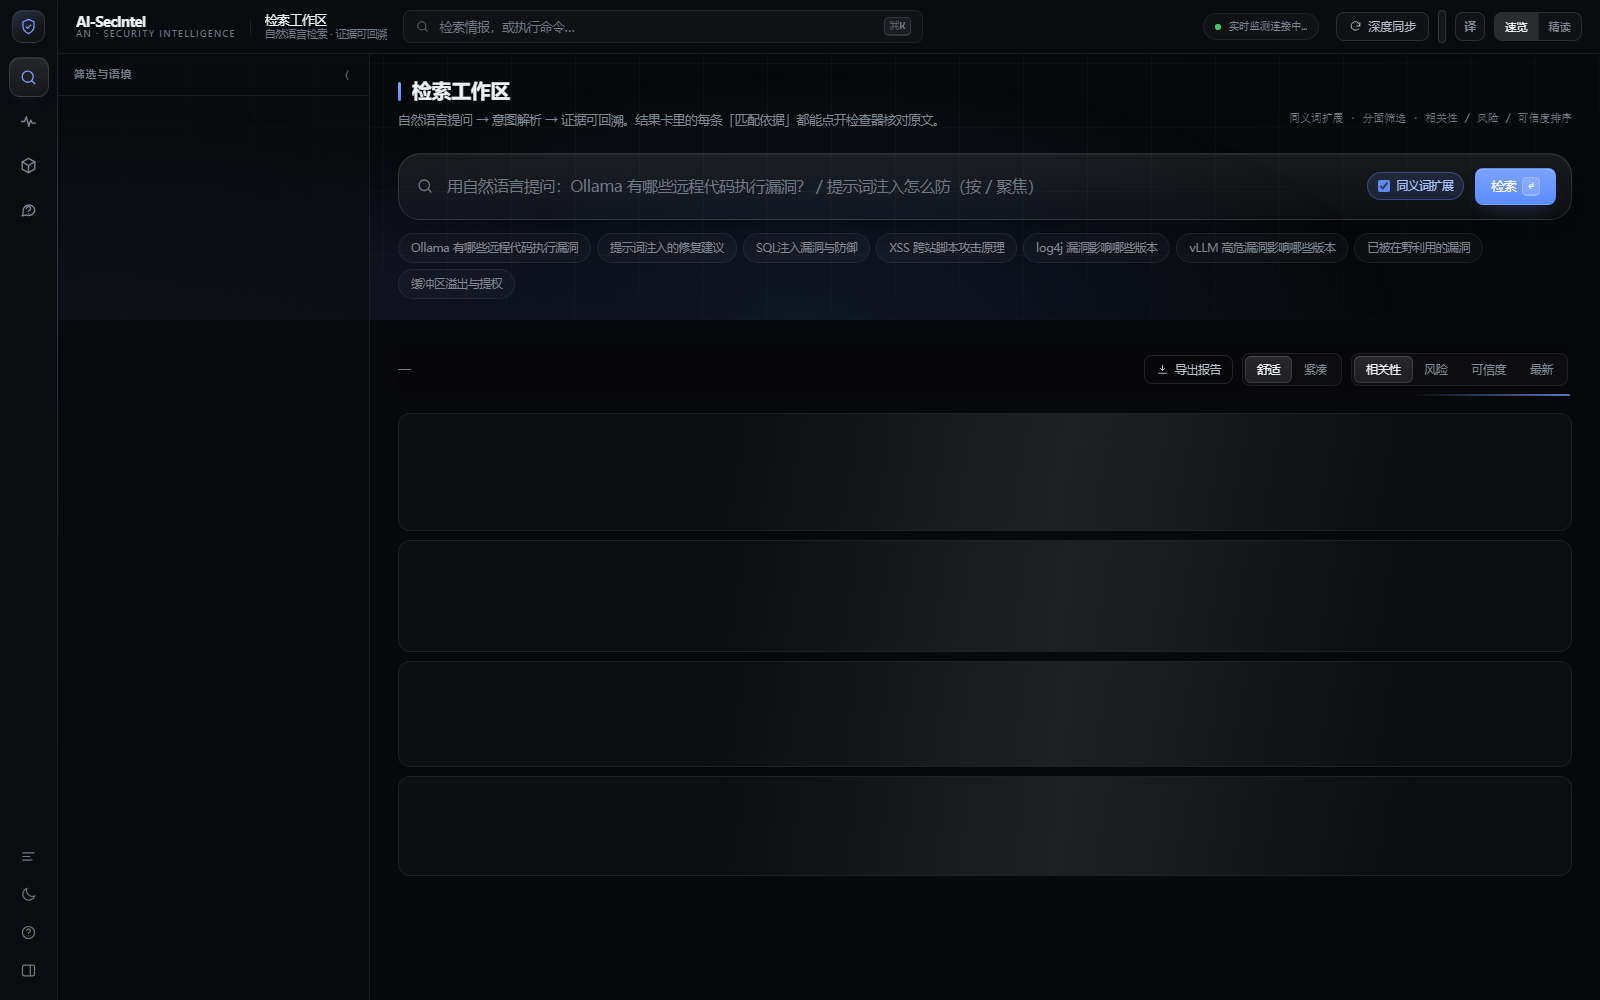 AI-SecIntel
AN · SECURITY INTELLIGENCE
检索工作区
自然语言检索 · 证据可回溯
检索情报，或执行命令...
⌘K
实时监测连接中...
深度同步
译
速览
精读
筛选与语境
检索工作区
自然语言提问 → 意图解析 → 证据可回溯。结果卡里的每条「匹配依据」都能点开检查器核对原文。
同义词扩展 · 分面筛选 · 相关性 / 风险 / 可信度排序
用自然语言提问：Ollama 有哪些远程代码执行漏洞？ / 提示词注入怎么防（按 / 聚焦）
同义词扩展
检索 ↵
Ollama 有哪些远程代码执行漏洞
提示词注入的修复建议
SQL注入漏洞与防御
XSS 跨站脚本攻击原理
log4j 漏洞影响哪些版本
vLLM 高危漏洞影响哪些版本
已被在野利用的漏洞
缓冲区溢出与提权
—
导出报告
舒适
紧凑
相关性
风险
可信度
最新